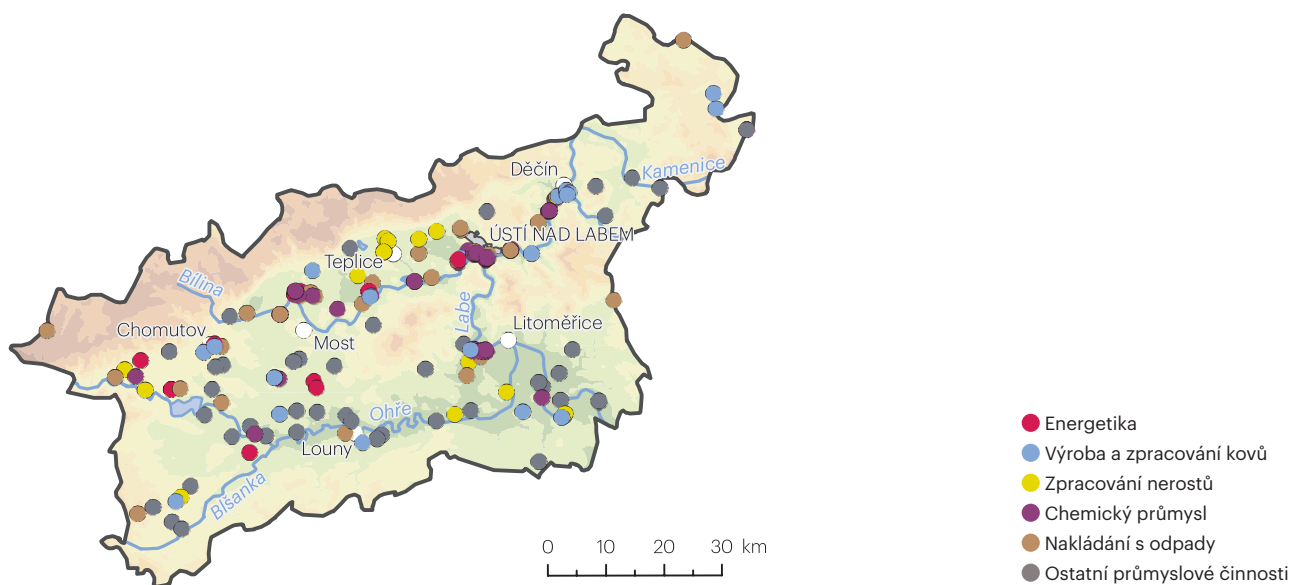 Děčín
Kamenice
ÚSTÍ NAD LABEM
Teplice
Bílina
Labe
Chomutov
Litoměřice
Most
Ohře
Louny
Blšanka
0 10 20 30 km
Energetika
Výroba a zpracování kovů
Zpracování nerostů
Chemický průmysl
Nakládání s odpady
Ostatní průmyslové činnosti